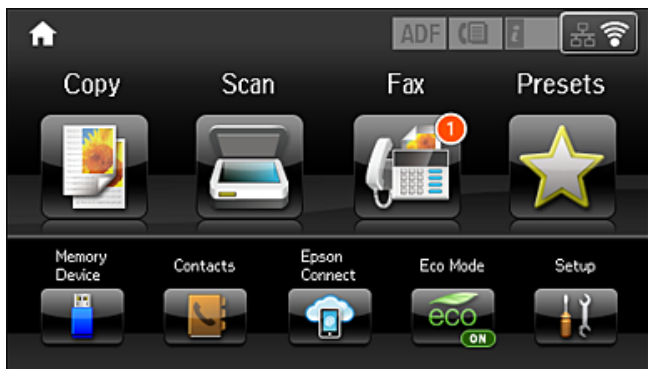 ADF i
Copy Scan Fax Presets
1
Memory Device Contacts Epson Connect Eco Mode Setup
eco
ON